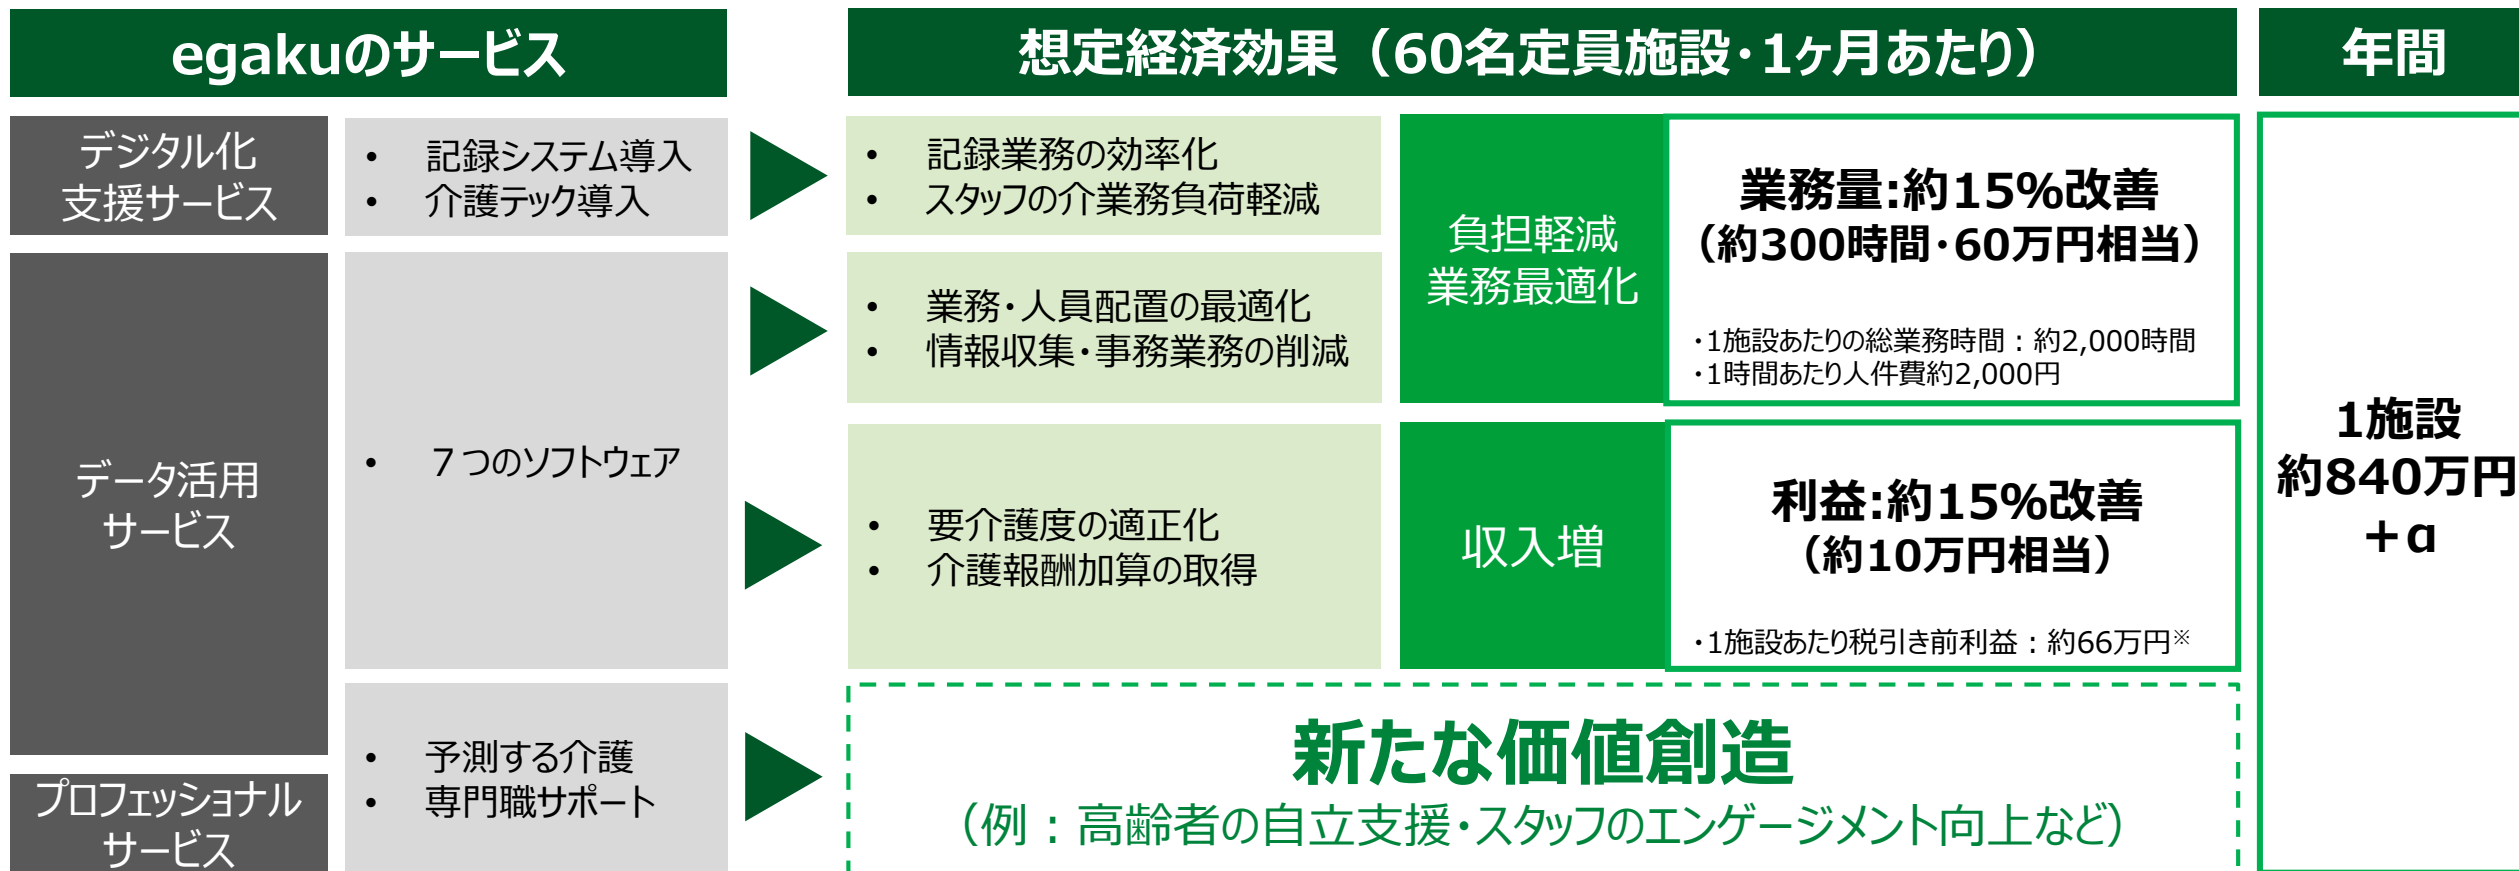 egakuのサービス
想定経済効果（60名定員施設・1ヶ月あたり）
年間
デジタル化
支援サービス
• 記録システム導入
• 介護テック導入
• 記録業務の効率化
• スタッフの介業務負荷軽減
データ活用
サービス
• ７つのソフトウェア
• 業務・人員配置の最適化
• 情報収集・事務業務の削減
負担軽減
業務最適化
業務量:約15%改善
（約300時間・60万円相当）
・1施設あたりの総業務時間：約2,000時間
・1時間あたり人件費約2,000円
• 要介護度の適正化
• 介護報酬加算の取得
収入増
利益:約15%改善
（約10万円相当）
・1施設あたり税引き前利益：約66万円※
プロフェッショナル
サービス
• 予測する介護
• 専門職サポート
新たな価値創造
（例：高齢者の自立支援・スタッフのエンゲージメント向上など）
1施設
約840万円
＋α